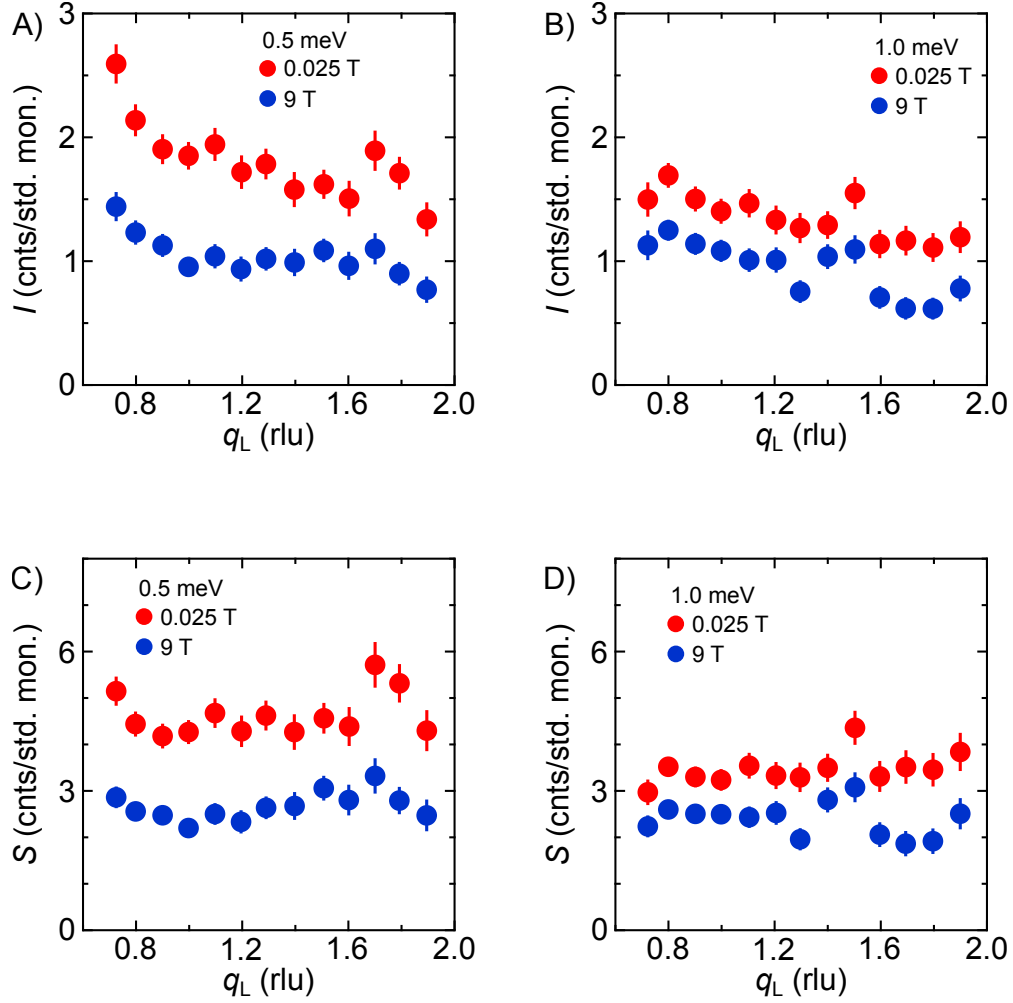 A)
3
2
1
0
I (cnts/std. mon.)
0.5 meV
0.025 T
9 T
0.8
1.2
1.6
2.0
qL (rlu)
B)
3
2
1
0
I (cnts/std. mon.)
1.0 meV
0.025 T
9 T
0.8
1.2
1.6
2.0
qL (rlu)
C)
6
3
0
S (cnts/std. mon.)
0.5 meV
0.025 T
9 T
0.8
1.2
1.6
2.0
qL (rlu)
D)
6
3
0
S (cnts/std. mon.)
1.0 meV
0.025 T
9 T
0.8
1.2
1.6
2.0
qL (rlu)